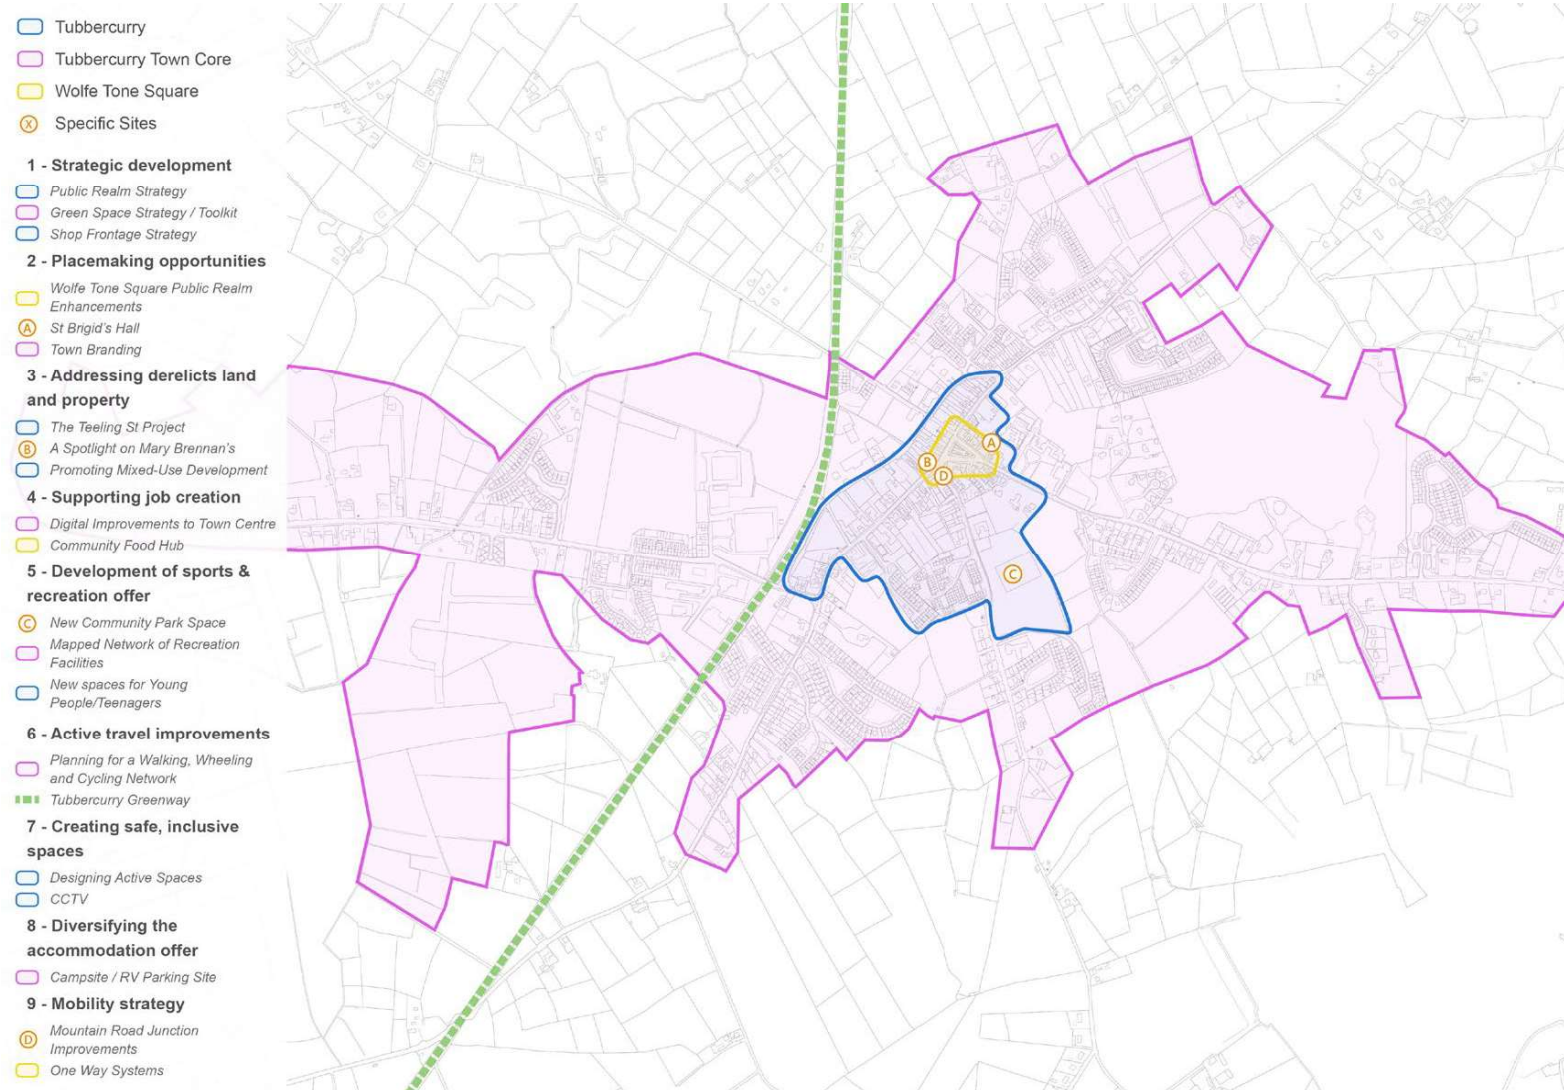 Tubbercurry
Tubbercurry Town Core
Wolfe Tone Square
X Specific Sites
1 - Strategic development
Public Realm Strategy
Green Space Strategy / Toolkit
Shop Frontage Strategy
2 - Placemaking opportunities
Wolfe Tone Square Public Realm
Enhancements
A St Brigid's Hall
Town Branding
3 - Addressing derelicts land
and property
The Teeling St Project
B A Spotlight on Mary Brennan's
Promoting Mixed-Use Development
4 - Supporting job creation
Digital Improvements to Town Centre
Community Food Hub
5 - Development of sports &
recreation offer
C New Community Park Space
Mapped Network of Recreation
Facilities
New spaces for Young
People/Teenagers
6 - Active travel improvements
Planning for a Walking, Wheeling
and Cycling Network
Tubbercurry Greenway
7 - Creating safe, inclusive
spaces
Designing Active Spaces
CCTV
8 - Diversifying the
accommodation offer
Campsite / RV Parking Site
9 - Mobility strategy
D Mountain Road Junction
Improvements
One Way Systems
A
B
D
C